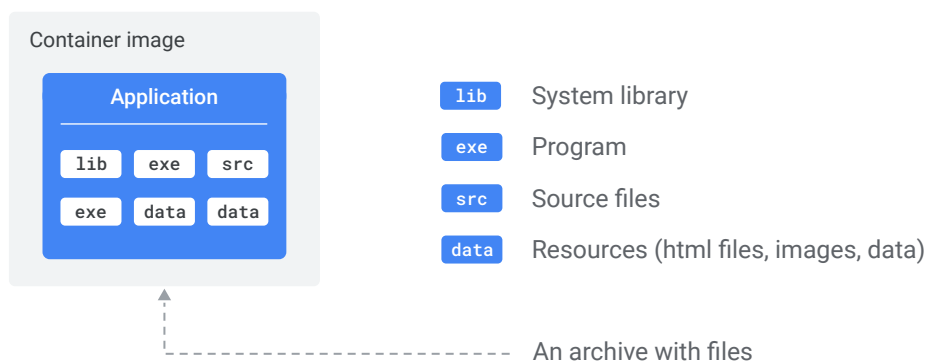 Container image
Application
lib exe src
exe data data
lib System library
exe Program
src Source files
data Resources (html files, images, data)
An archive with files